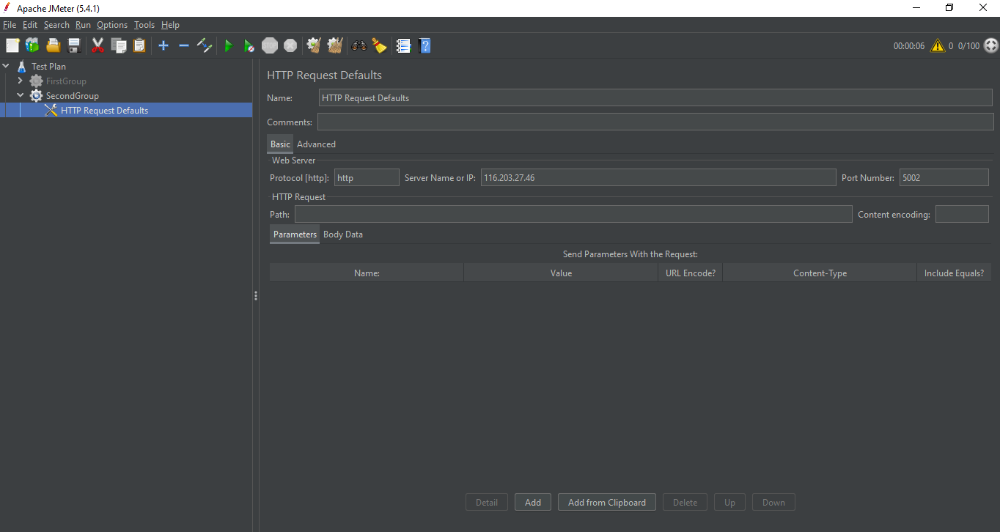 Apache JMeter (5.4.1)
File Edit Search Run Options Tools Help
STOP
00:00:06 0 0/100
Test Plan
FirstGroup
SecondGroup
HTTP Request Defaults
HTTP Request Defaults
Name: HTTP Request Defaults
Comments:
Basic Advanced
Web Server
Protocol [http]: http Server Name or IP: 116.203.27.46 Port Number: 5002
HTTP Request
Path: Content encoding:
Parameters Body Data
Send Parameters With the Request:
Name: Value URL Encode? Content-Type Include Equals?
Detail Add Add from Clipboard Delete Up Down